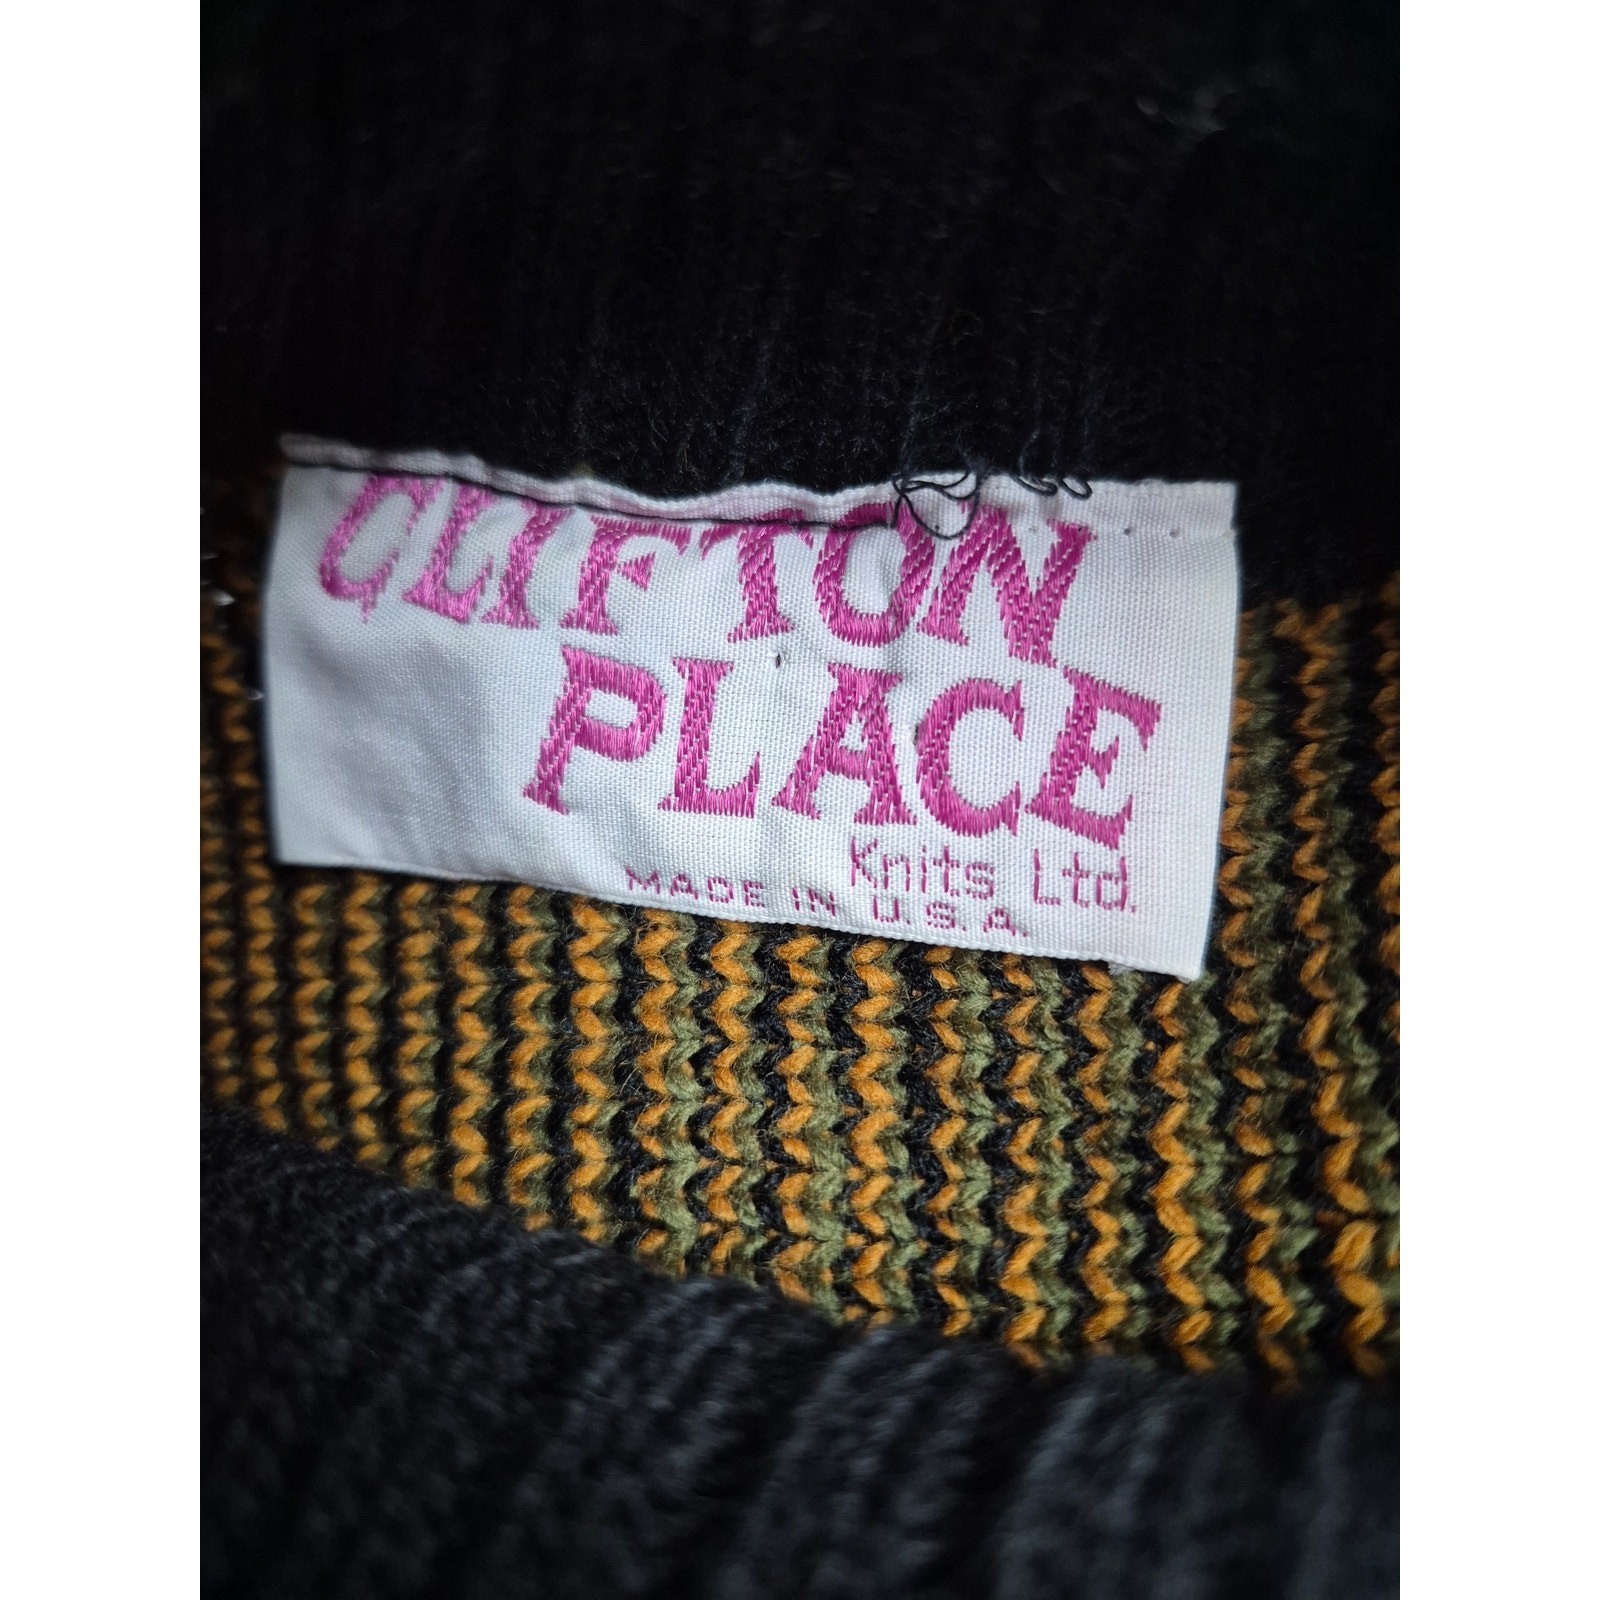 CLIFTON
PLACE
Knits Ltd.
MADE IN U.S.A.